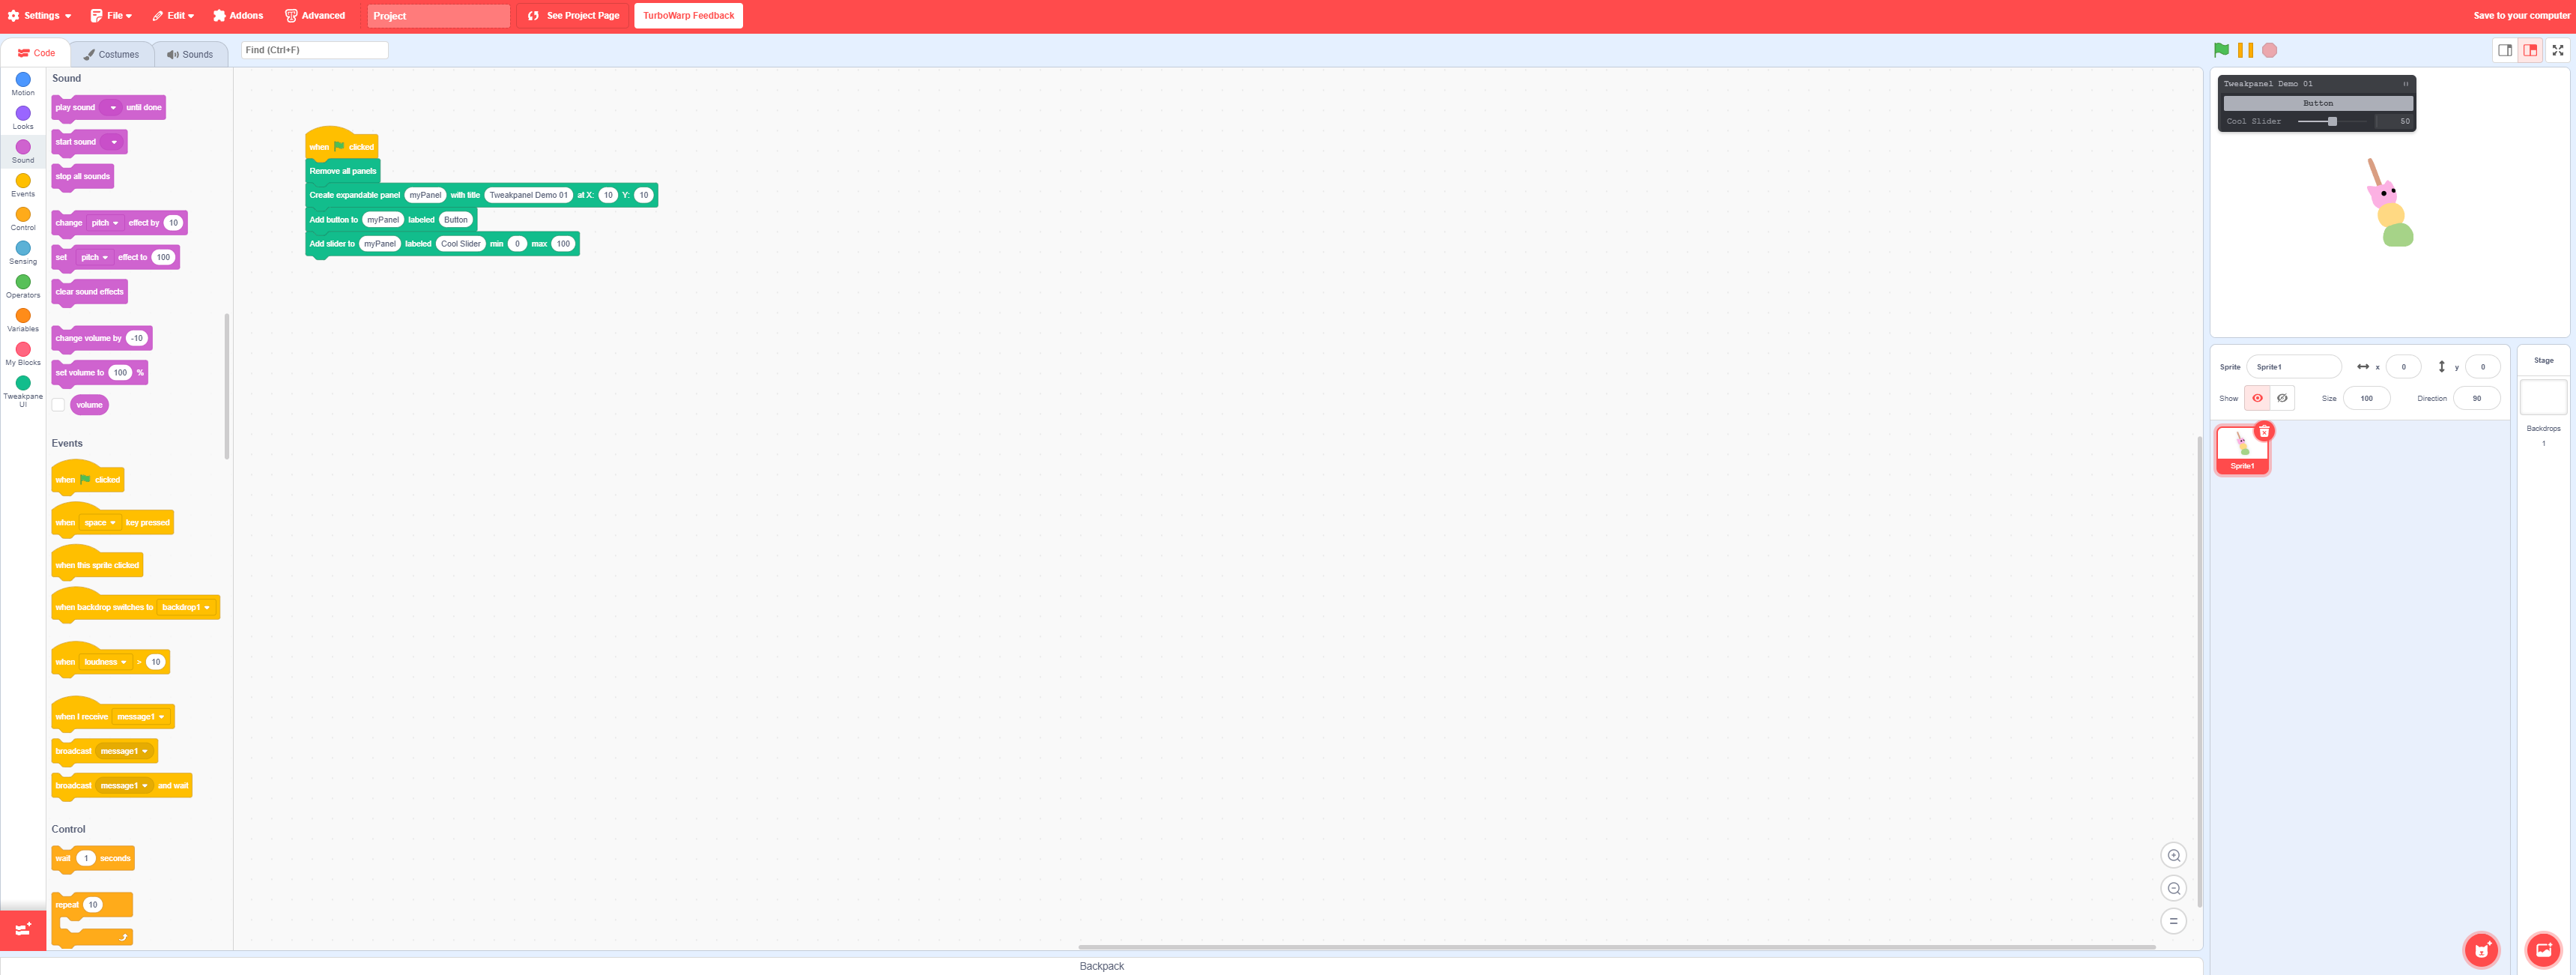 Settings File Edit Addons Advanced Project See Project Page TurboWarp Feedback Save to your computer
Code Costumes Sounds Find (Ctrl+F)
Motion
Looks
Sound
Events
Control
Sensing
Operators
Variables
My Blocks
Tweakpane
UI
Sound
play sound until done
start sound
stop all sounds
change pitch effect by 10
set pitch effect to 100
clear sound effects
change volume by -10
set volume to 100 %
volume
Events
when clicked
when space key pressed
when this sprite clicked
when backdrop switches to backdrop1
when loudness > 10
when I receive message1
broadcast message1
broadcast message1 and wait
Control
wait 1 seconds
repeat 10
when clicked
Remove all panels
Create expandable panel myPanel with title Tweakpanel Demo 01 at X: 10 Y: 10
Add button to myPanel labeled Button
Add slider to myPanel labeled Cool Slider min 0 max 100
Tweakpanel Demo 01
Button
Cool Slider 50
Sprite Sprite1 x 0 y 0
Show Size 100 Direction 90
Sprite1
Stage
Backdrops
1
Backpack